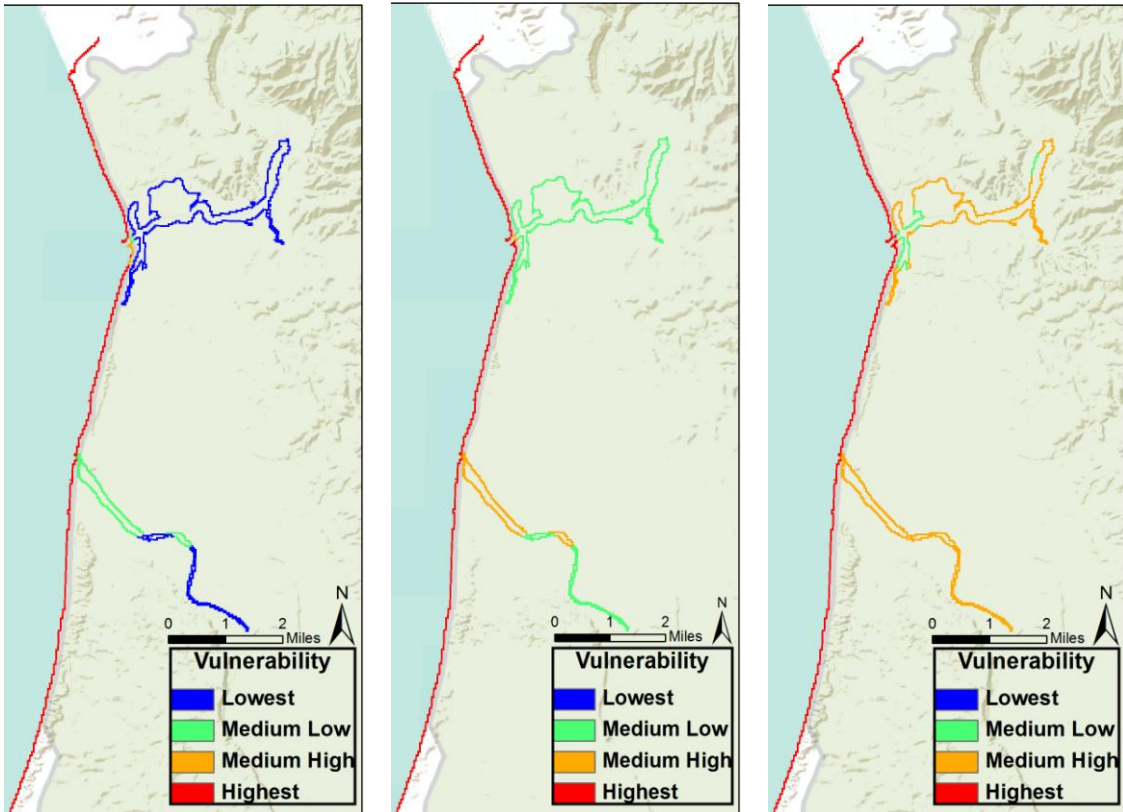 N
0 1 2
Miles
Vulnerability
Lowest
Medium Low
Medium High
Highest
N
0 1 2
Miles
Vulnerability
Lowest
Medium Low
Medium High
Highest
N
0 1 2
Miles
Vulnerability
Lowest
Medium Low
Medium High
Highest